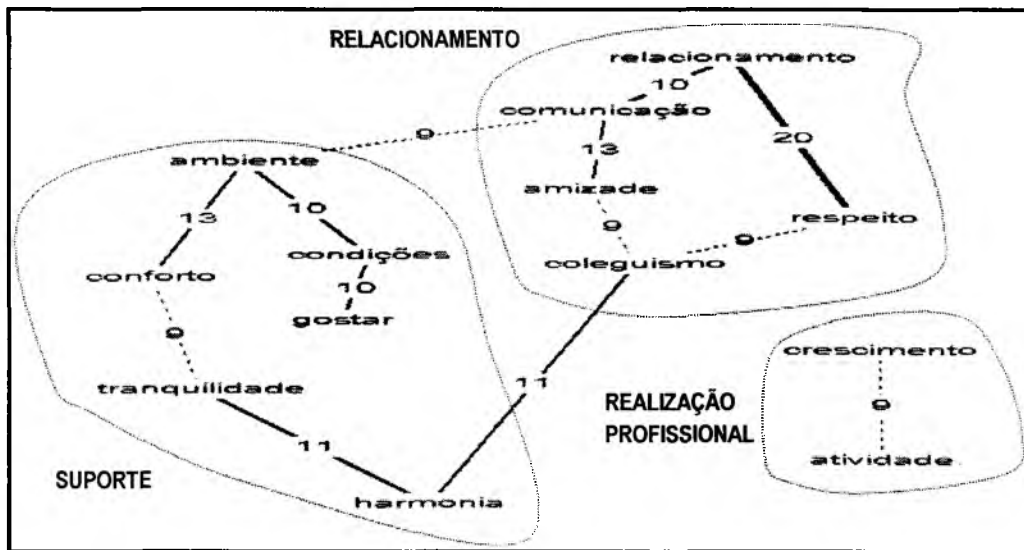 RELACIONAMENTO
relacionamento
10
comunicação
9
20
13
ambiente
amizade
13
10
respeito
9
9
condições
coleguismo
conforto
10
gostar
9
crescimento
tranquilidade
11
REALIZAÇÃO
9
PROFISSIONAL
11
atividade
SUPORTE
harmonia